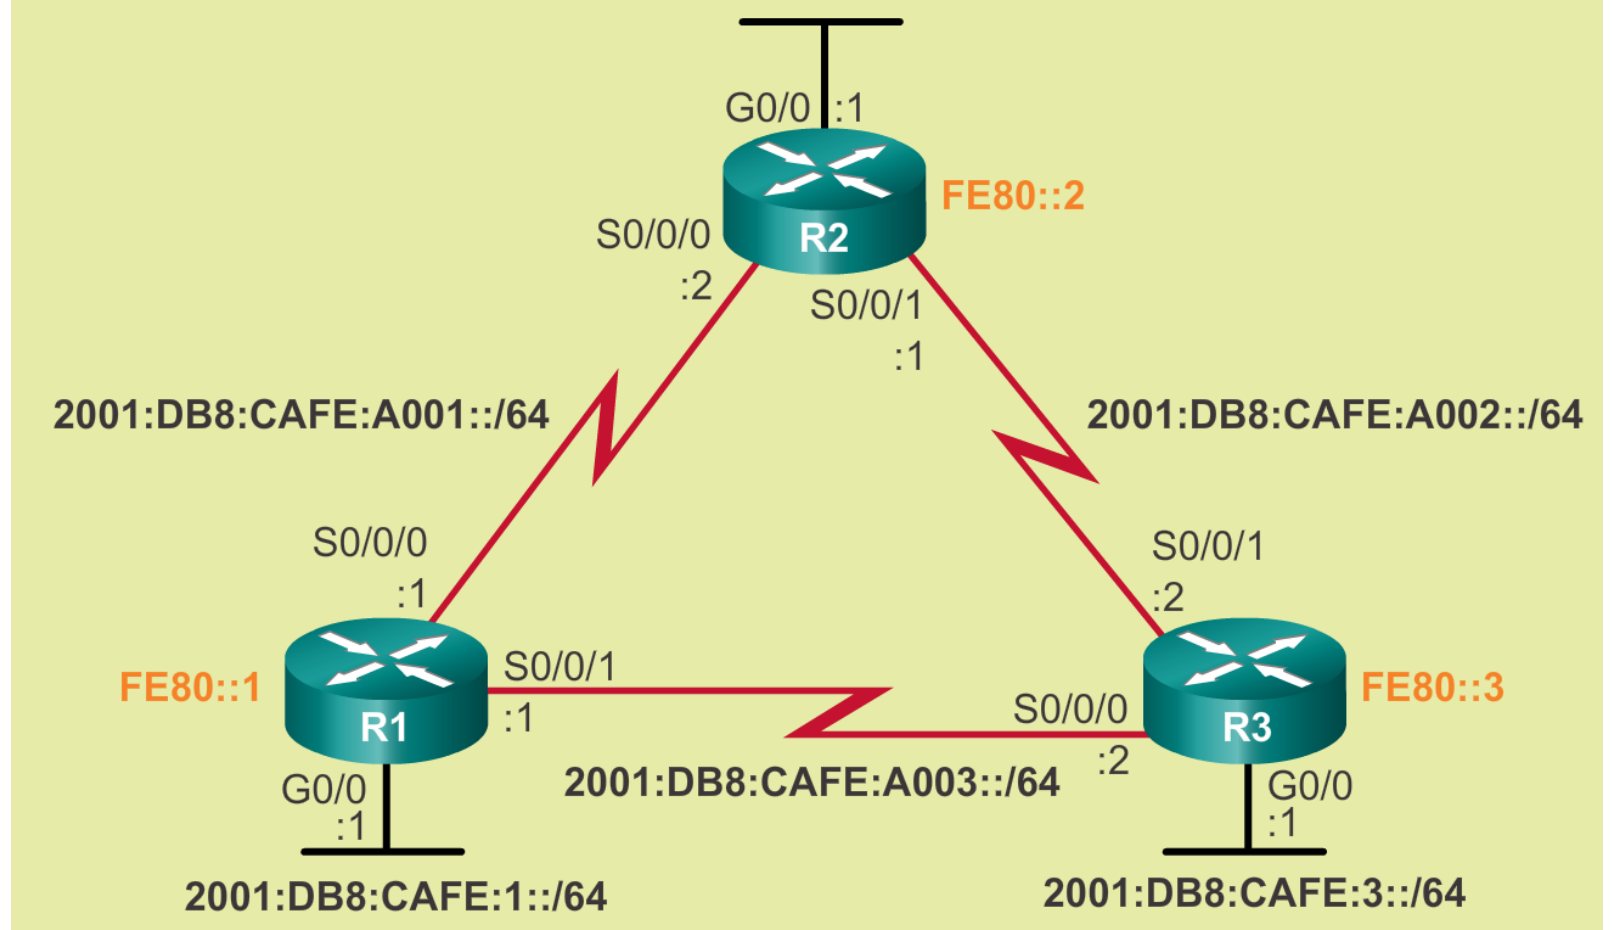 G0/0 :1
FE80::2
R2
S0/0/0
:2
S0/0/1
:1
2001:DB8:CAFE:A001::/64
2001:DB8:CAFE:A002::/64
S0/0/0
:1
S0/0/1
:2
FE80::1
R1
S0/0/1
:1
S0/0/0
:2
R3
FE80::3
2001:DB8:CAFE:A003::/64
G0/0
:1
G0/0
:1
2001:DB8:CAFE:1::/64
2001:DB8:CAFE:3::/64